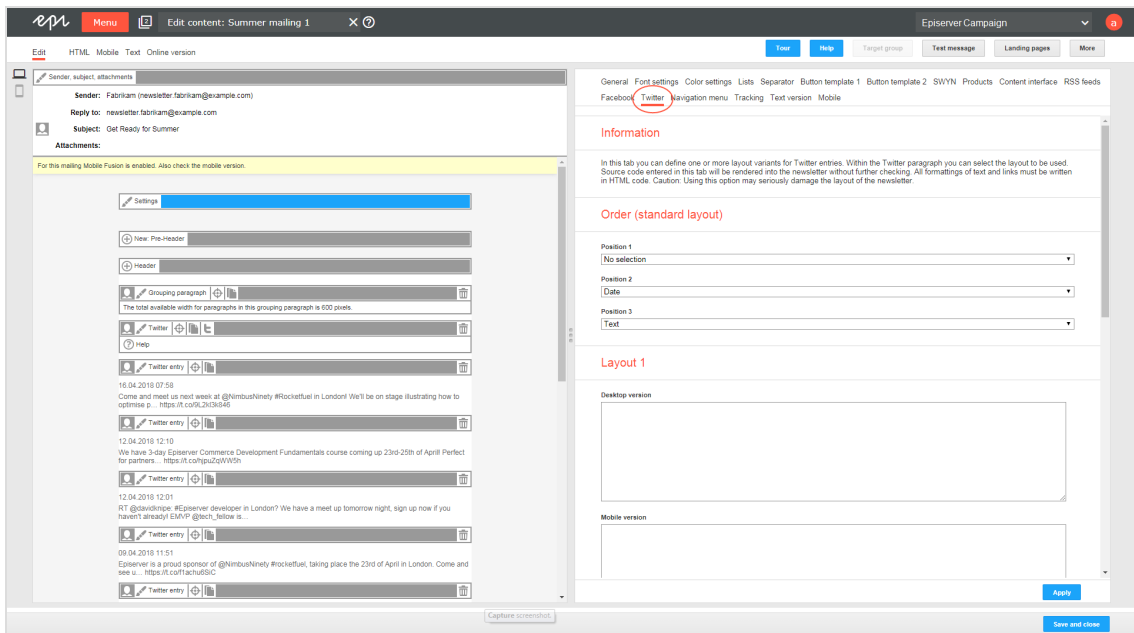 epi Menu 2 Edit content: Summer mailing 1 Episerver Campaign a
Edit HTML Mobile Text Online version Tour Help Target group Text message Landing pages More
Sender, subject, attachments
Sender: Fabrikam (newsletter.fabrikam@example.com)
Reply to: newsletter.fabrikam@example.com
Subject: Get Ready for Summer
Attachments:
For this mailing Mobile Fusion is enabled. Also check the mobile version.
Settings
New: Pre-Header
Header
Grouping paragraph
The total available width for paragraphs in this grouping paragraph is 600 pixels.
Twitter
Help
Twitter entry
16.04.2018 07:58
Come and meet us next week at @NimbusNinety #Rocketfuel in London! We'll be on stage illustrating how to
optimise p... https://t.co/9L2kl3k846
Twitter entry
12.04.2018 12:10
We have 3-day Episerver Commerce Development Fundamentals course coming up 23rd-25th of April! Perfect
for partners... https://t.co/hjpuZqWW5h
Twitter entry
12.04.2018 12:01
RT @davidknipe: #Episerver developer in London? We have a meet up tomorrow night, sign up now if you
haven't already! EMVP @tech_fellow is...
Twitter entry
09.04.2018 11:51
Episerver is a proud sponsor of @NimbusNinety #rocketfuel, taking place the 23rd of April in London. Come and
see u... https://t.co/f1achu6SiC
Twitter entry
General Font settings Color settings Lists Separator Button template 1 Button template 2 SWYN Products Content interface RSS feeds
Facebook Twitter Navigation menu Tracking Text version Mobile
Information
In this tab you can define one or more layout variants for Twitter entries. Within the Twitter paragraph you can select the layout to be used.
Source code entered in this tab will be rendered into the newsletter without further checking. All formattings of text and links must be written
in HTML code. Caution: Using this option may seriously damage the layout of the newsletter.
Order (standard layout)
Position 1
No selection
Position 2
Date
Position 3
Text
Layout 1
Desktop version
Mobile version
Apply
Capture screenshot.
Save and close